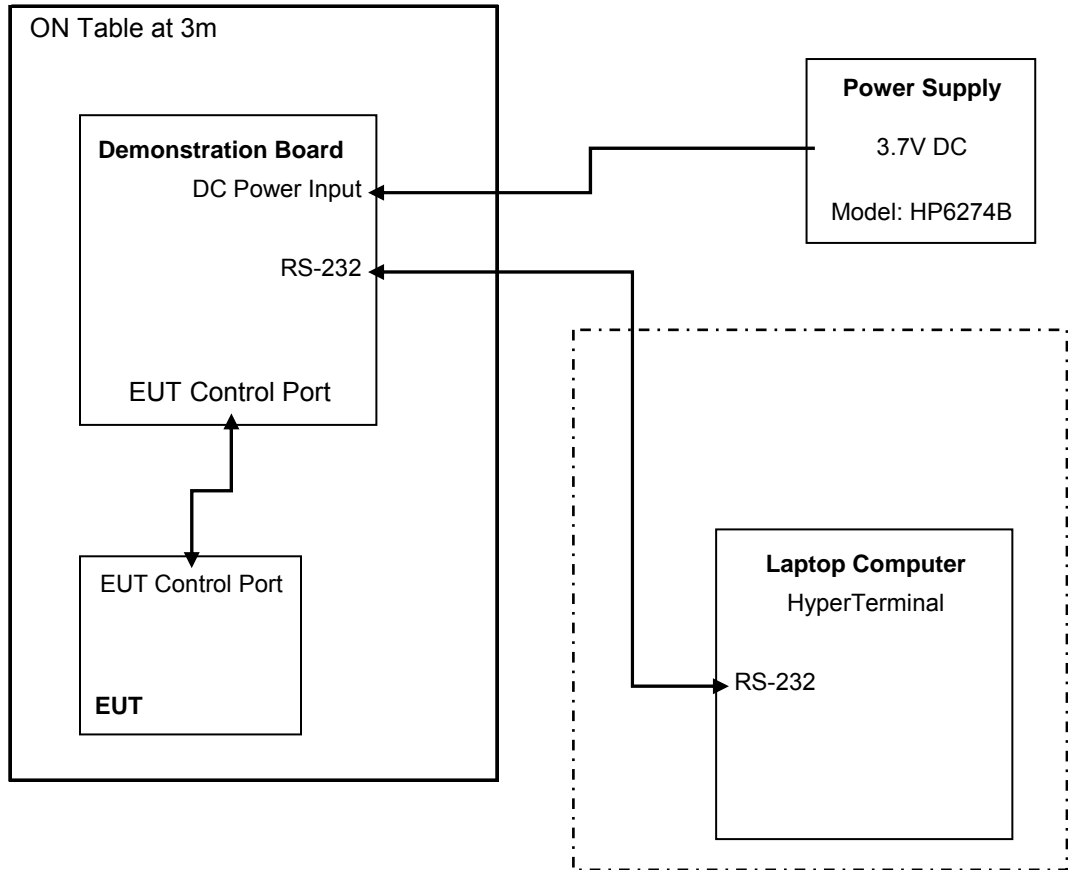 ON Table at 3m
Demonstration Board
DC Power Input
RS-232
EUT Control Port
EUT Control Port
EUT
Power Supply
3.7V DC
Model: HP6274B
Laptop Computer
HyperTerminal
RS-232